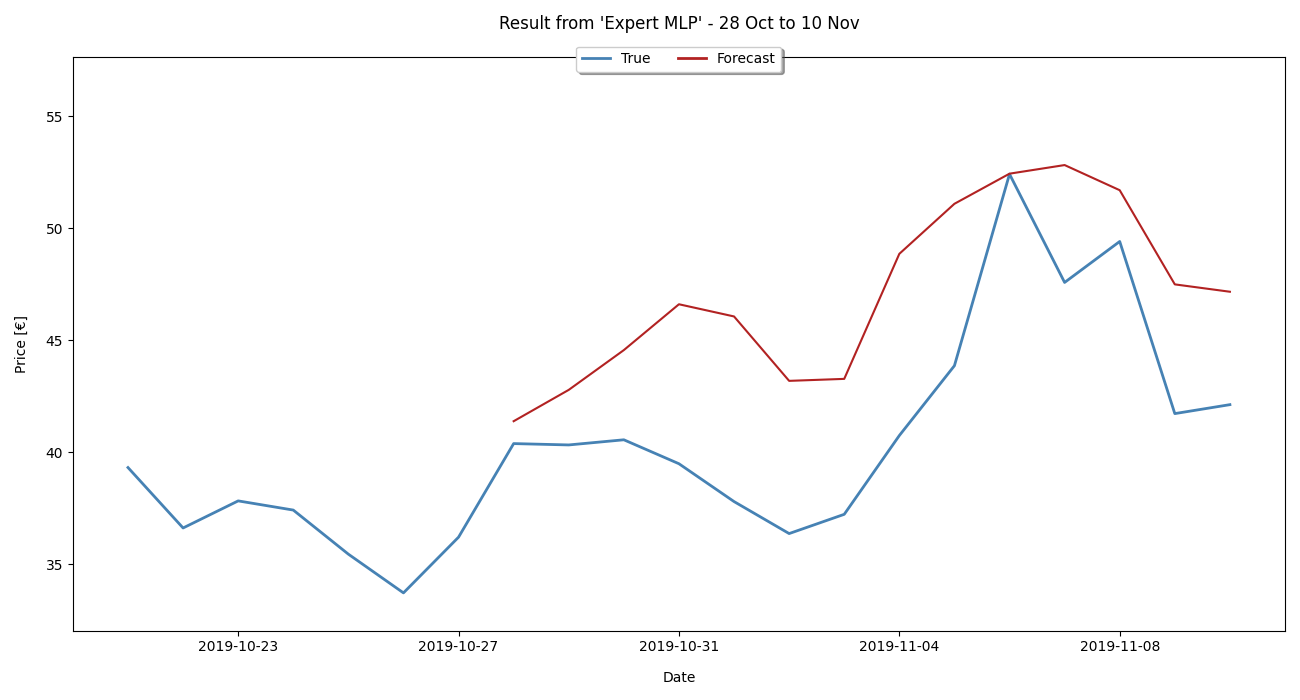 Result from 'Expert MLP' - 28 Oct to 10 Nov
True Forecast
55
50
45
40
35
Price [€]
2019-10-23 2019-10-27 2019-10-31 2019-11-04 2019-11-08
Date